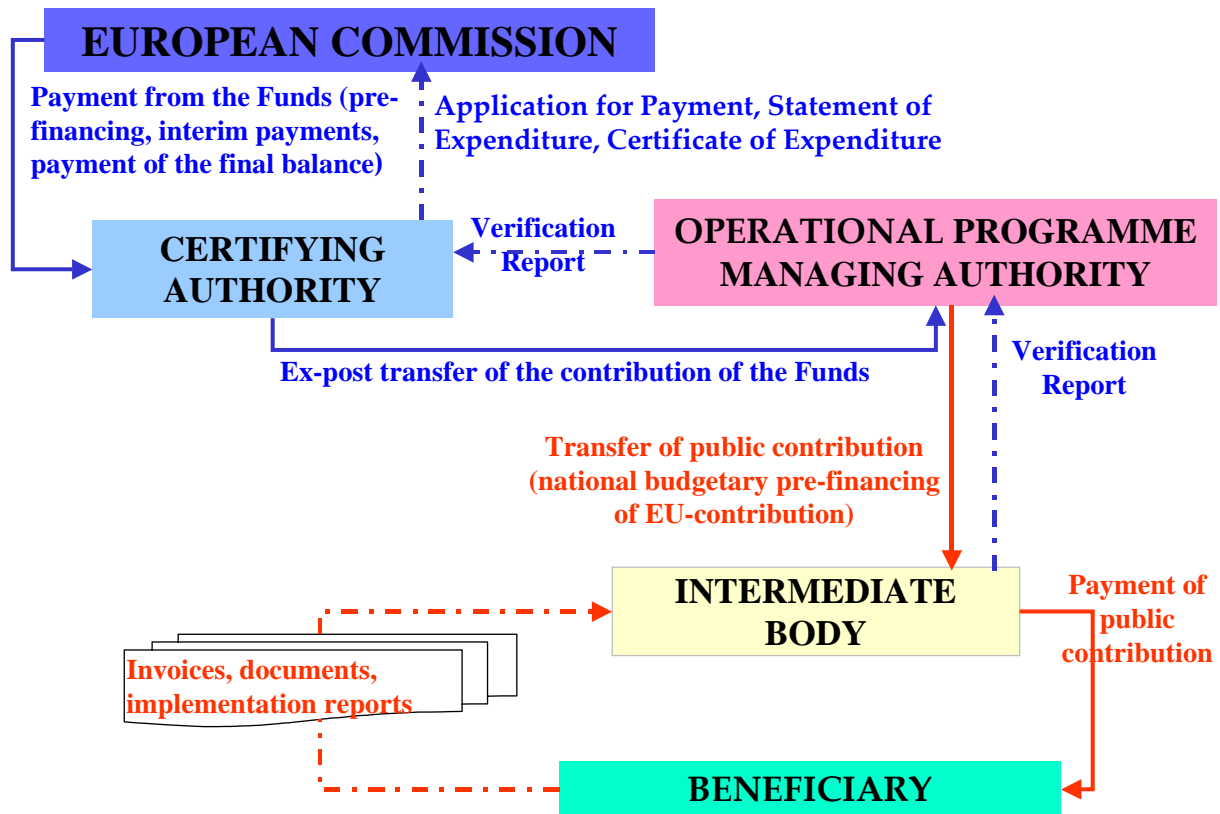 EUROPEAN COMMISSION
Payment from the Funds (pre-
financing, interim payments,
payment of the final balance)
Application for Payment, Statement of
Expenditure, Certificate of Expenditure
CERTIFYING
AUTHORITY
Verification
Report
OPERATIONAL PROGRAMME
MANAGING AUTHORITY
Ex-post transfer of the contribution of the Funds
Verification
Report
Transfer of public contribution
(national budgetary pre-financing
of EU-contribution)
INTERMEDIATE
BODY
Payment of
public
contribution
Invoices, documents,
implementation reports
BENEFICIARY